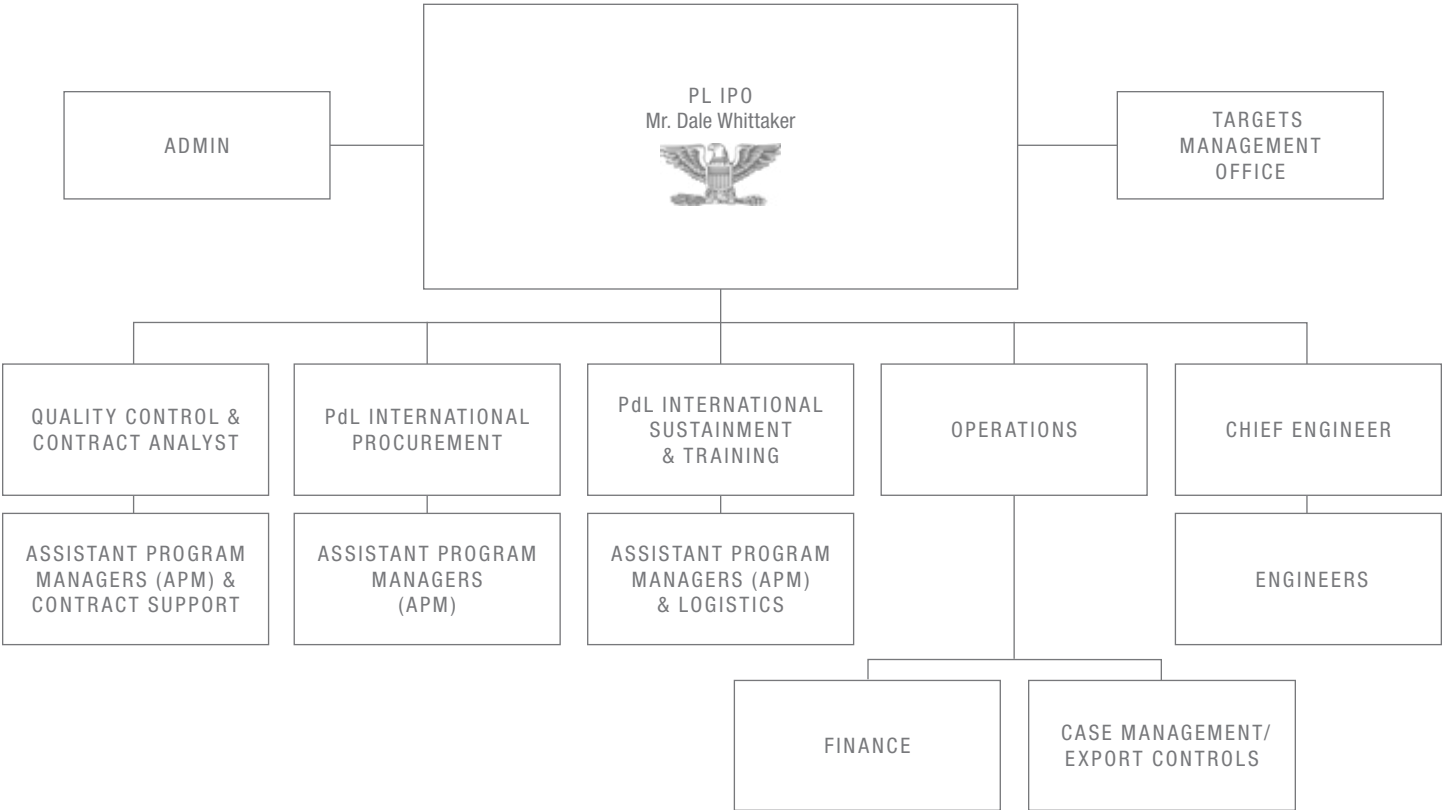 PL IPO
Mr. Dale Whittaker
ADMIN
TARGETS
MANAGEMENT
OFFICE
QUALITY CONTROL &
CONTRACT ANALYST
PdL INTERNATIONAL
PROCUREMENT
PdL INTERNATIONAL
SUSTAINMENT
& TRAINING
OPERATIONS
CHIEF ENGINEER
ASSISTANT PROGRAM
MANAGERS (APM) &
CONTRACT SUPPORT
ASSISTANT PROGRAM
MANAGERS
(APM)
ASSISTANT PROGRAM
MANAGERS (APM)
& LOGISTICS
ENGINEERS
FINANCE
CASE MANAGEMENT/
EXPORT CONTROLS